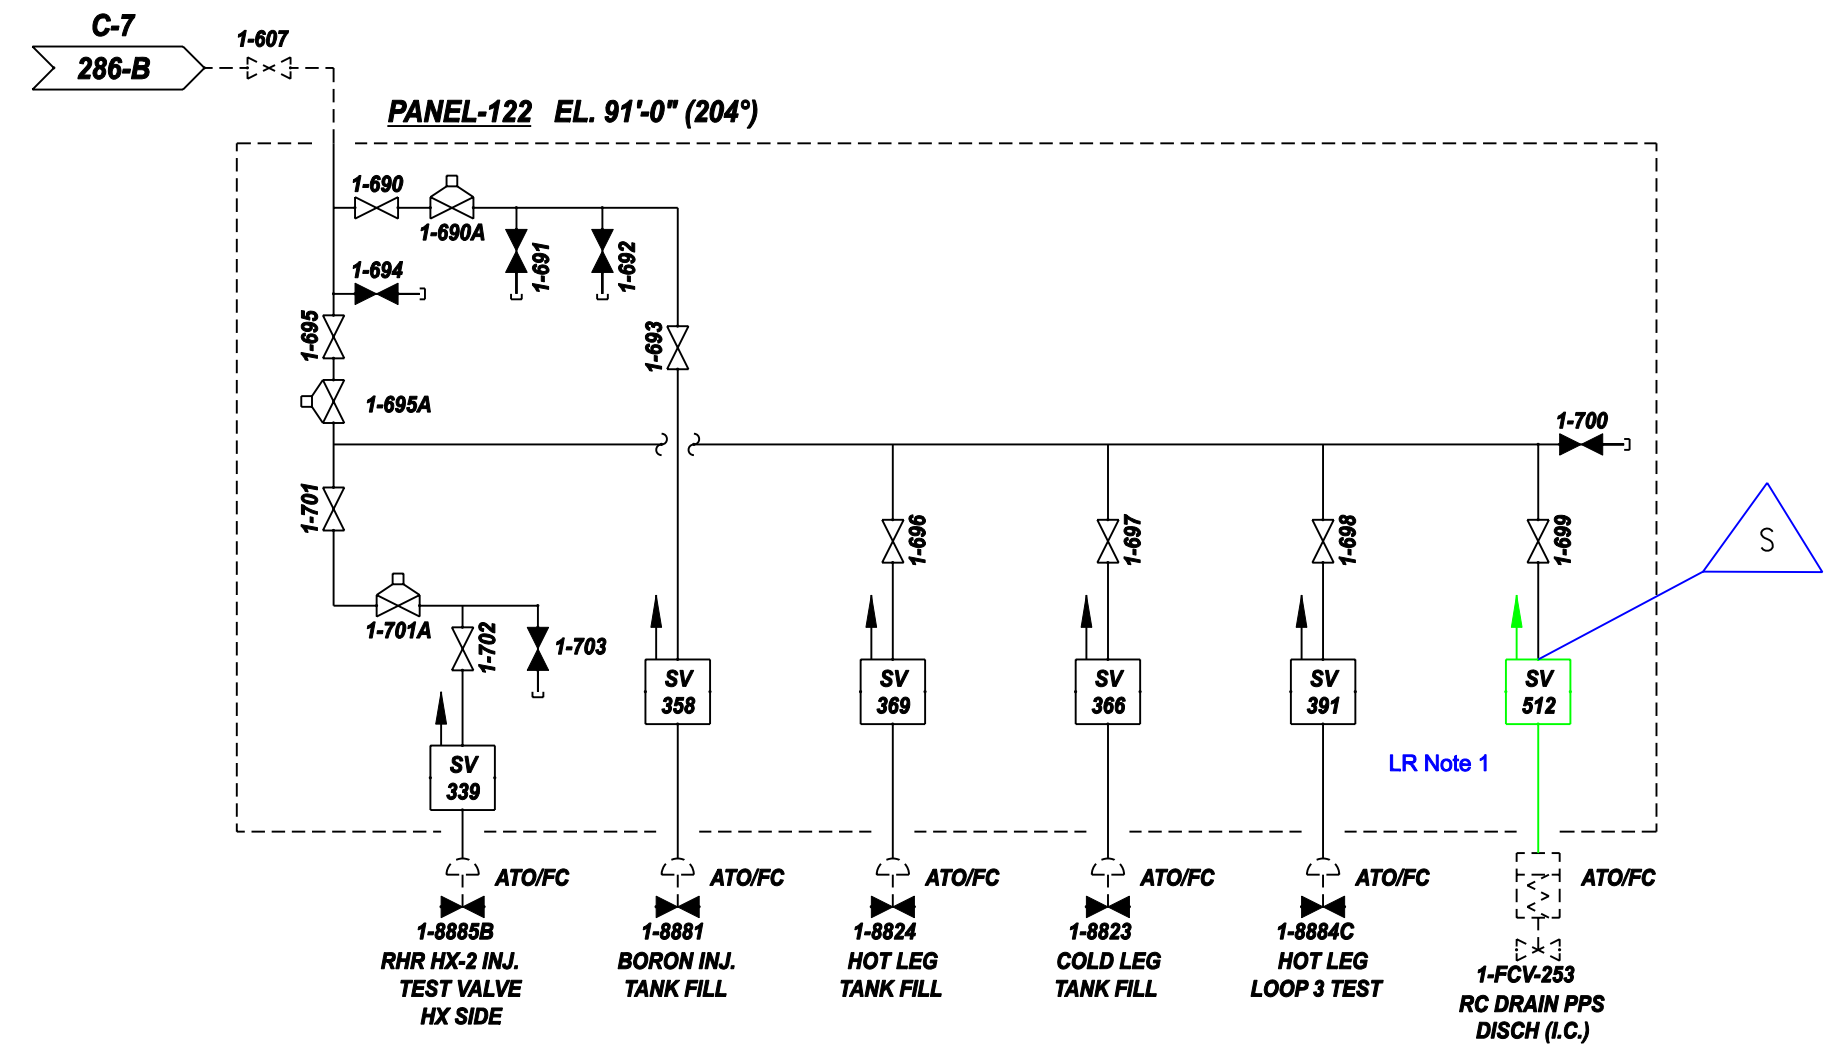 C-7
286-B
1-607
PANEL-122 EL. 91'-0" (204°)
1-690
1-690A
1-691
1-692
1-694
1-695
1-693
1-695A
1-700
1-701
1-696
1-697
1-698
1-699
S
1-701A
1-702
1-703
SV
358
SV
369
SV
366
SV
391
SV
512
SV
339
LR Note 1
ATO/FC
ATO/FC
ATO/FC
ATO/FC
ATO/FC
ATO/FC
1-8885B
RHR HX-2 INJ.
TEST VALVE
HX SIDE
1-8881
BORON INJ.
TANK FILL
1-8824
HOT LEG
TANK FILL
1-8823
COLD LEG
TANK FILL
1-8884C
HOT LEG
LOOP 3 TEST
1-FCV-253
RC DRAIN PPS
DISCH (I.C.)